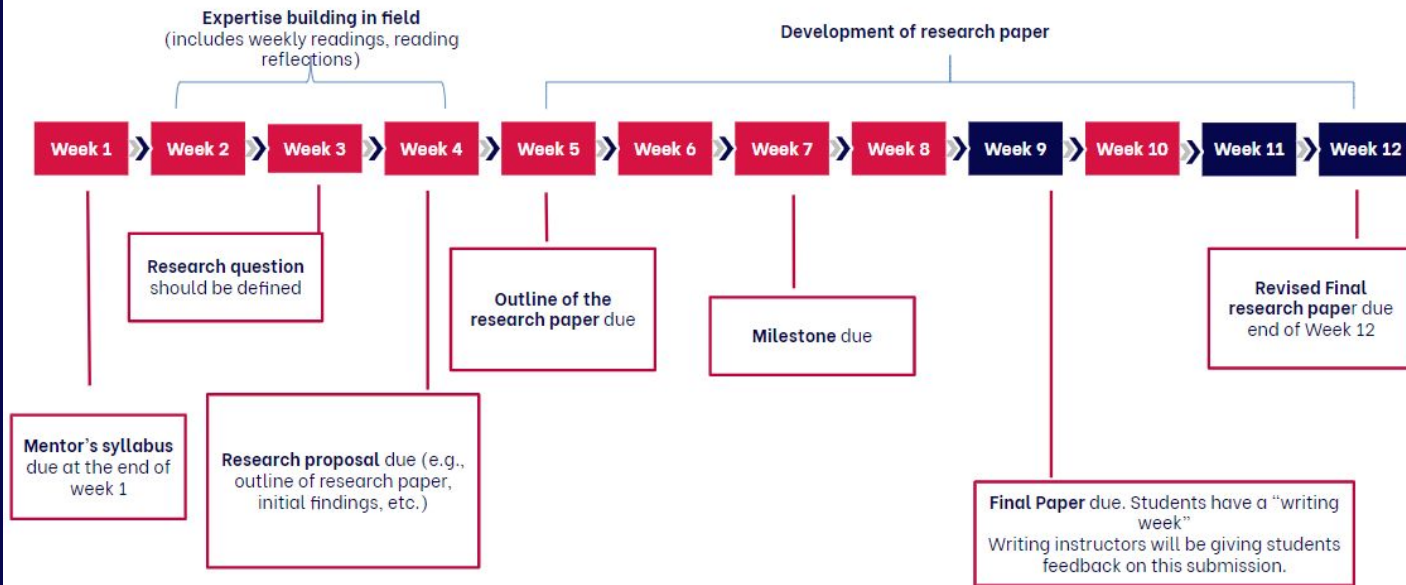 Expertise building in field
(includes weekly readings, reading
reflections)
Development of research paper
Week 1
Week 2
Week 3
Week 4
Week 5
Week 6
Week 7
Week 8
Week 9
Week 10
Week 11
Week 12
Research question
should be defined
Outline of the
research paper due
Milestone due
Revised Final
research paper due
end of Week 12
Mentor's syllabus
due at the end of
week 1
Research proposal due (e.g.,
outline of research paper,
initial findings, etc.)
Final Paper due. Students have a “writing
week”
Writing instructors will be giving students
feedback on this submission.